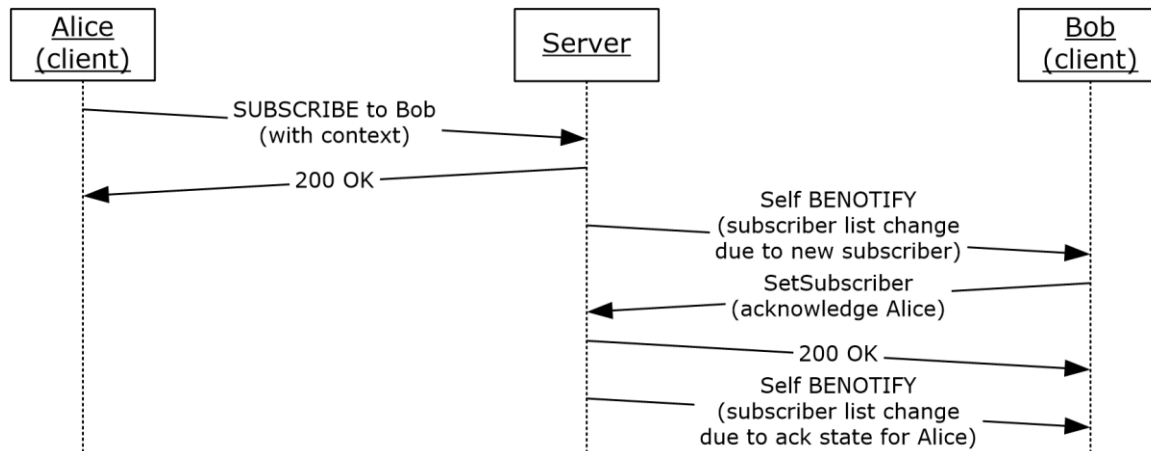 Alice
(client)
Server
Bob
(client)
SUBSCRIBE to Bob
(with context)
200 OK
Self BENOTIFY
(subscriber list change
due to new subscriber)
SetSubscriber
(acknowledge Alice)
200 OK
Self BENOTIFY
(subscriber list change
due to ack state for Alice)